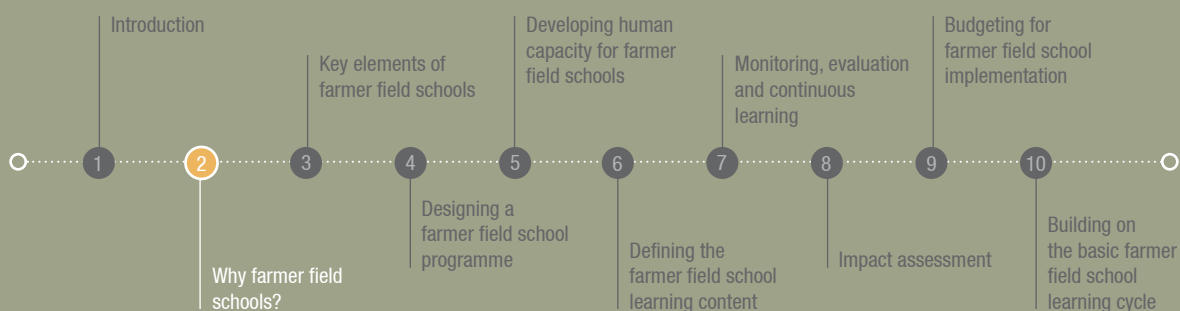 Introduction
Developing human
capacity for farmer
field schools
Budgeting for
farmer field school
implementation
Key elements of
farmer field schools
Monitoring, evaluation
and continuous
learning
1
2
3
4
5
6
7
8
9
10
Why farmer field
schools?
Designing a
farmer field school
programme
Defining the
farmer field school
learning content
Impact assessment
Building on
the basic farmer
field school
learning cycle